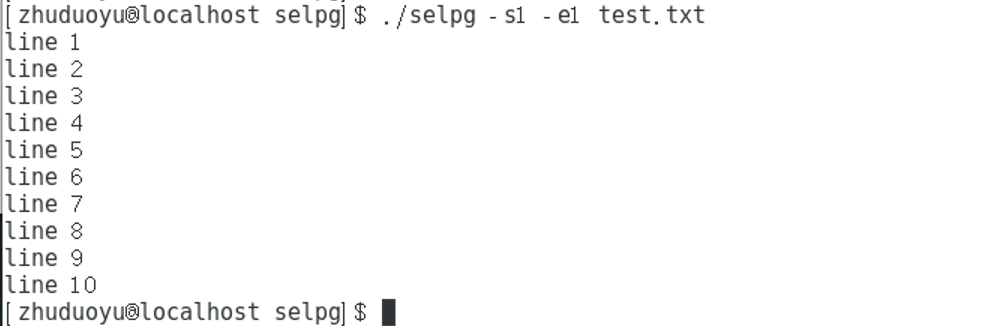 [zhuduoyu@localhost selpg]$ ./selpg -s1 -e1 test.txt
line 1
line 2
line 3
line 4
line 5
line 6
line 7
line 8
line 9
line 10
[zhuduoyu@localhost selpg]$